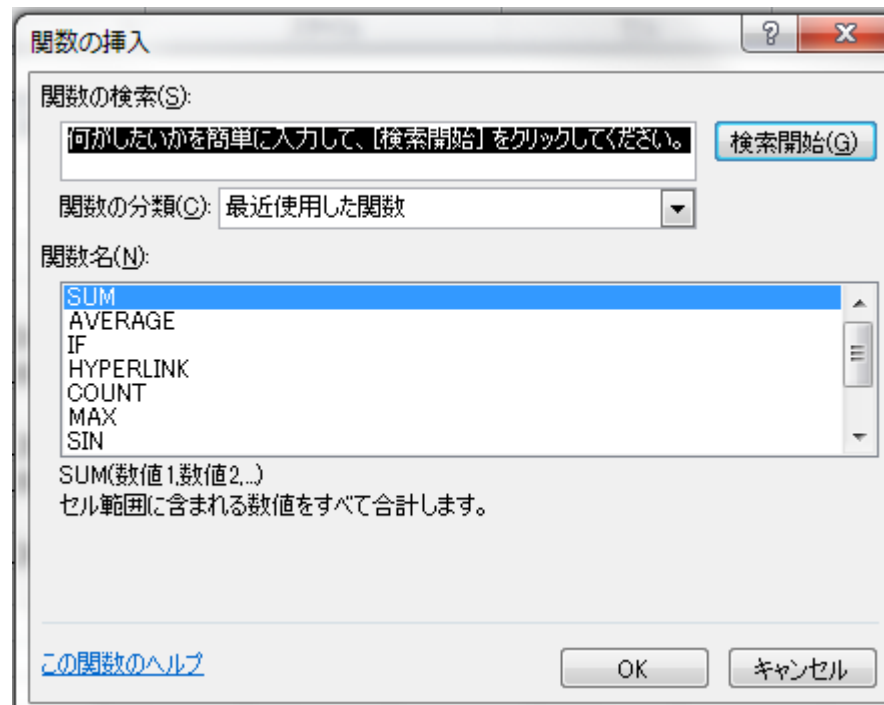 関数の挿入
関数の検索(S):
何がしたいかを簡単に入力して、[検索開始] をクリックしてください。
検索開始(G)
関数の分類(C): 最近使用した関数
関数名(N):
SUM
AVERAGE
IF
HYPERLINK
COUNT
MAX
SIN
SUM(数値1,数値2,...)
セル範囲に含まれる数値をすべて合計します。
この関数のヘルプ
OK
キャンセル